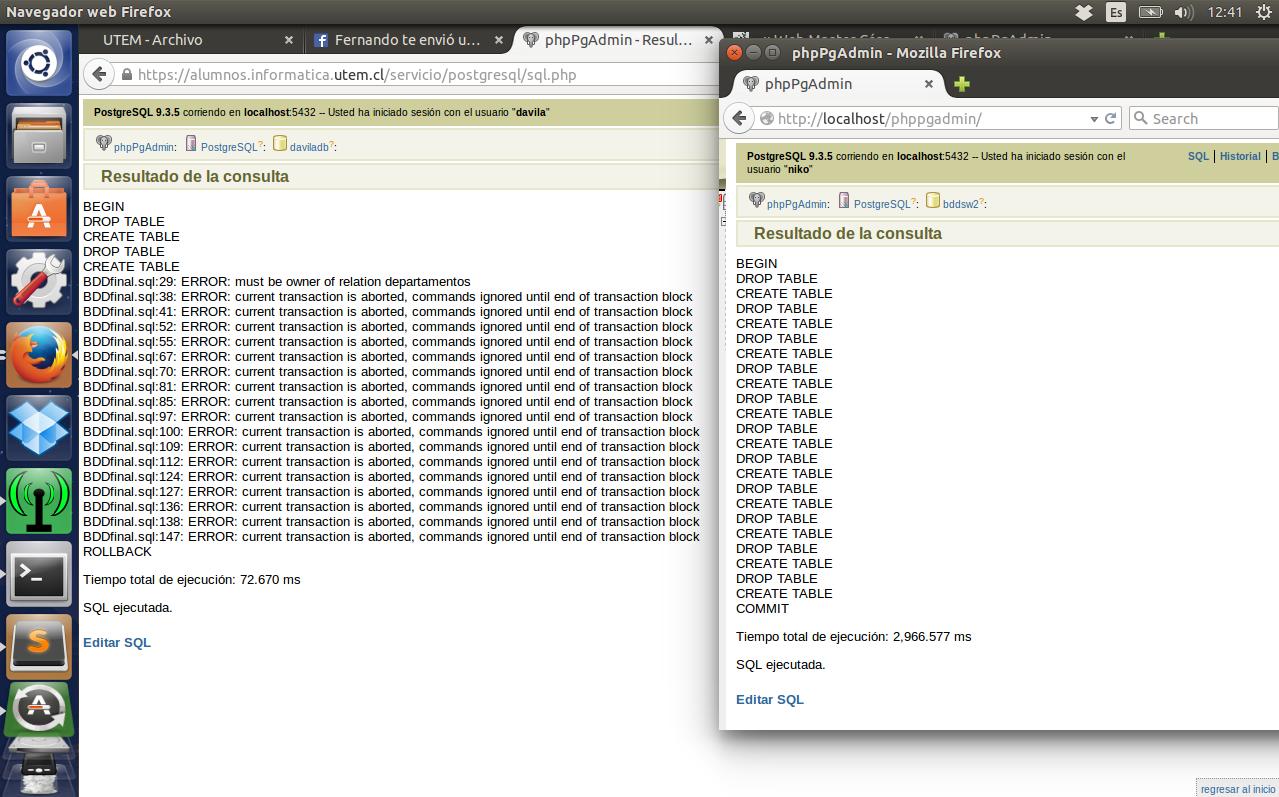 Navegador web Firefox
Es
12:41
UTEM - Archivo
Fernando te envió u...
phpPgAdmin - Resul...
https://alumnos.informatica.utem.cl/servicio/postgresql/sql.php
PostgreSQL 9.3.5 corriendo en localhost:5432 -- Usted ha iniciado sesión con el usuario "davila"
phpPgAdmin: PostgreSQL?: daviladb?:
Resultado de la consulta
BEGIN
DROP TABLE
CREATE TABLE
DROP TABLE
CREATE TABLE
BDDfinal.sql:29: ERROR: must be owner of relation departamentos
BDDfinal.sql:38: ERROR: current transaction is aborted, commands ignored until end of transaction block
BDDfinal.sql:41: ERROR: current transaction is aborted, commands ignored until end of transaction block
BDDfinal.sql:52: ERROR: current transaction is aborted, commands ignored until end of transaction block
BDDfinal.sql:55: ERROR: current transaction is aborted, commands ignored until end of transaction block
BDDfinal.sql:67: ERROR: current transaction is aborted, commands ignored until end of transaction block
BDDfinal.sql:70: ERROR: current transaction is aborted, commands ignored until end of transaction block
BDDfinal.sql:81: ERROR: current transaction is aborted, commands ignored until end of transaction block
BDDfinal.sql:85: ERROR: current transaction is aborted, commands ignored until end of transaction block
BDDfinal.sql:97: ERROR: current transaction is aborted, commands ignored until end of transaction block
BDDfinal.sql:100: ERROR: current transaction is aborted, commands ignored until end of transaction block
BDDfinal.sql:109: ERROR: current transaction is aborted, commands ignored until end of transaction block
BDDfinal.sql:112: ERROR: current transaction is aborted, commands ignored until end of transaction block
BDDfinal.sql:124: ERROR: current transaction is aborted, commands ignored until end of transaction block
BDDfinal.sql:127: ERROR: current transaction is aborted, commands ignored until end of transaction block
BDDfinal.sql:136: ERROR: current transaction is aborted, commands ignored until end of transaction block
BDDfinal.sql:138: ERROR: current transaction is aborted, commands ignored until end of transaction block
BDDfinal.sql:147: ERROR: current transaction is aborted, commands ignored until end of transaction block
ROLLBACK
Tiempo total de ejecución: 72.670 ms
SQL ejecutada.
Editar SQL
phpPgAdmin - Mozilla Firefox
phpPgAdmin
http://localhost/phppgadmin/
Search
PostgreSQL 9.3.5 corriendo en localhost:5432 -- Usted ha iniciado sesión con el
usuario "niko"
SQL | Historial | B
phpPgAdmin: PostgreSQL?: bddsw2?:
Resultado de la consulta
BEGIN
DROP TABLE
CREATE TABLE
DROP TABLE
CREATE TABLE
DROP TABLE
CREATE TABLE
DROP TABLE
CREATE TABLE
DROP TABLE
CREATE TABLE
DROP TABLE
CREATE TABLE
DROP TABLE
CREATE TABLE
DROP TABLE
CREATE TABLE
DROP TABLE
CREATE TABLE
DROP TABLE
CREATE TABLE
DROP TABLE
CREATE TABLE
COMMIT
Tiempo total de ejecución: 2,966.577 ms
SQL ejecutada.
Editar SQL
regresar al inicio